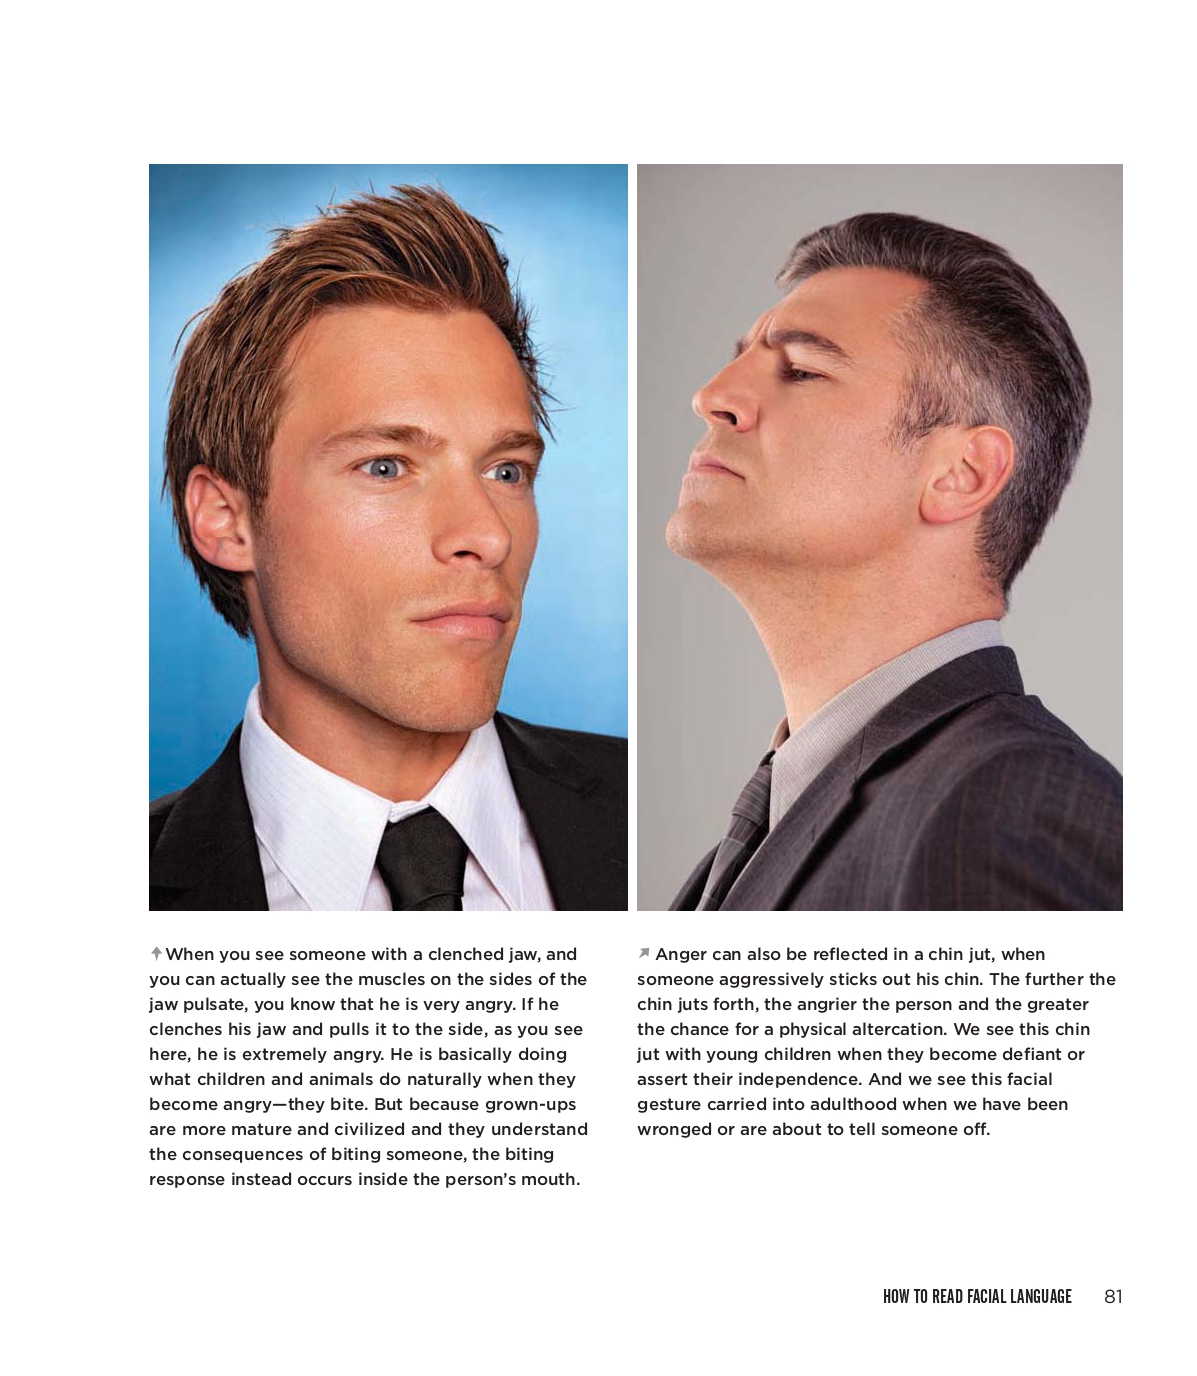 When you see someone with a clenched jaw, and
you can actually see the muscles on the sides of the
jaw pulsate, you know that he is very angry. If he
clenches his jaw and pulls it to the side, as you see
here, he is extremely angry. He is basically doing
what children and animals do naturally when they
become angry—they bite. But because grown-ups
are more mature and civilized and they understand
the consequences of biting someone, the biting
response instead occurs inside the person’s mouth.
Anger can also be reflected in a chin jut, when
someone aggressively sticks out his chin. The further the
chin juts forth, the angrier the person and the greater
the chance for a physical altercation. We see this chin
jut with young children when they become defiant or
assert their independence. And we see this facial
gesture carried into adulthood when we have been
wronged or are about to tell someone off.
HOW TO READ FACIAL LANGUAGE 81